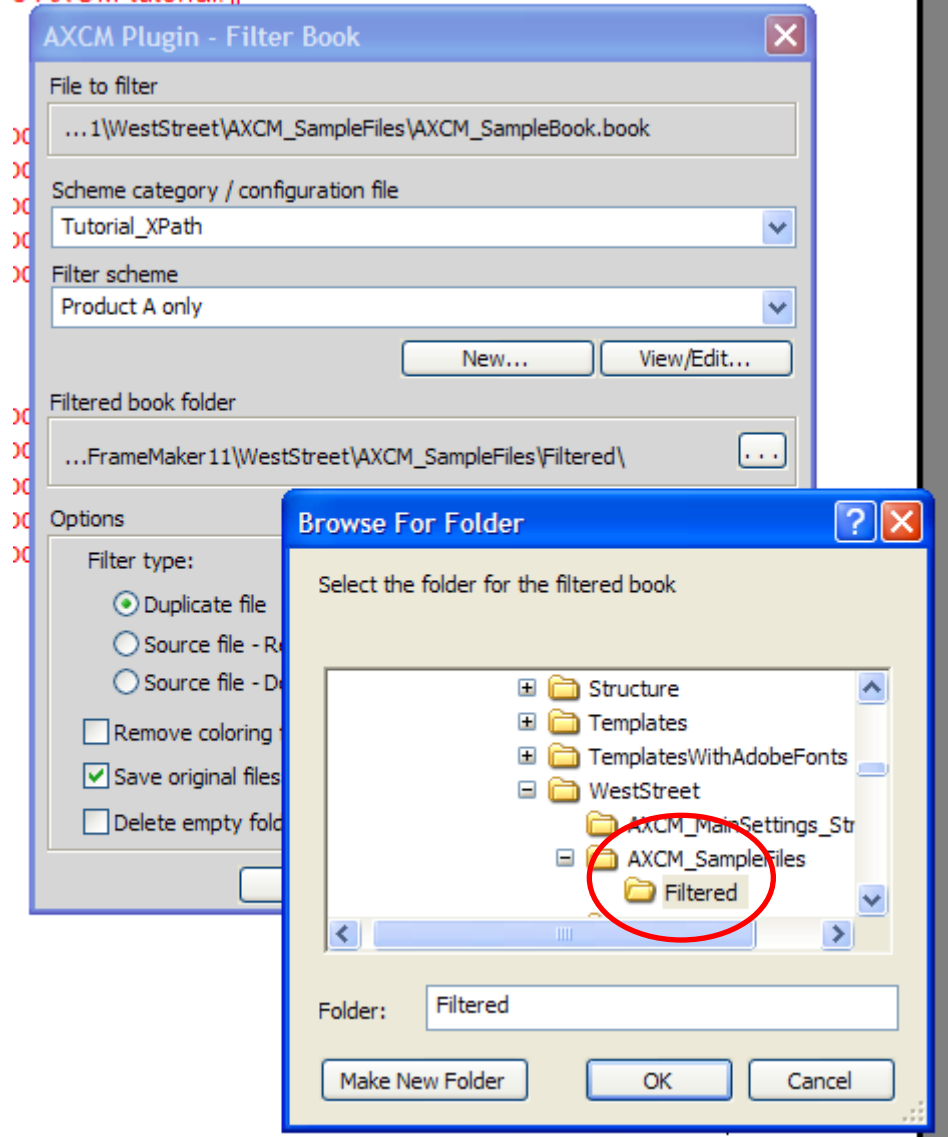 AXCM Plugin - Filter Book
File to filter
...1\WestStreet\AXCM_SampleFiles\AXCM_SampleBook.book
Scheme category / configuration file
Tutorial_XPath
Filter scheme
Product A only
New... View/Edit...
Filtered book folder
...FrameMaker11\WestStreet\AXCM_SampleFiles\Filtered\
...
Options
Filter type:
Duplicate file
Source file - R
Source file - D
Remove coloring
Save original files
Delete empty fold
Browse For Folder
Select the folder for the filtered book
Structure
Templates
TemplatesWithAdobeFonts
WestStreet
AXCM_MainSettings_Str
AXCM_SampleFiles
Filtered
Folder: Filtered
Make New Folder OK Cancel